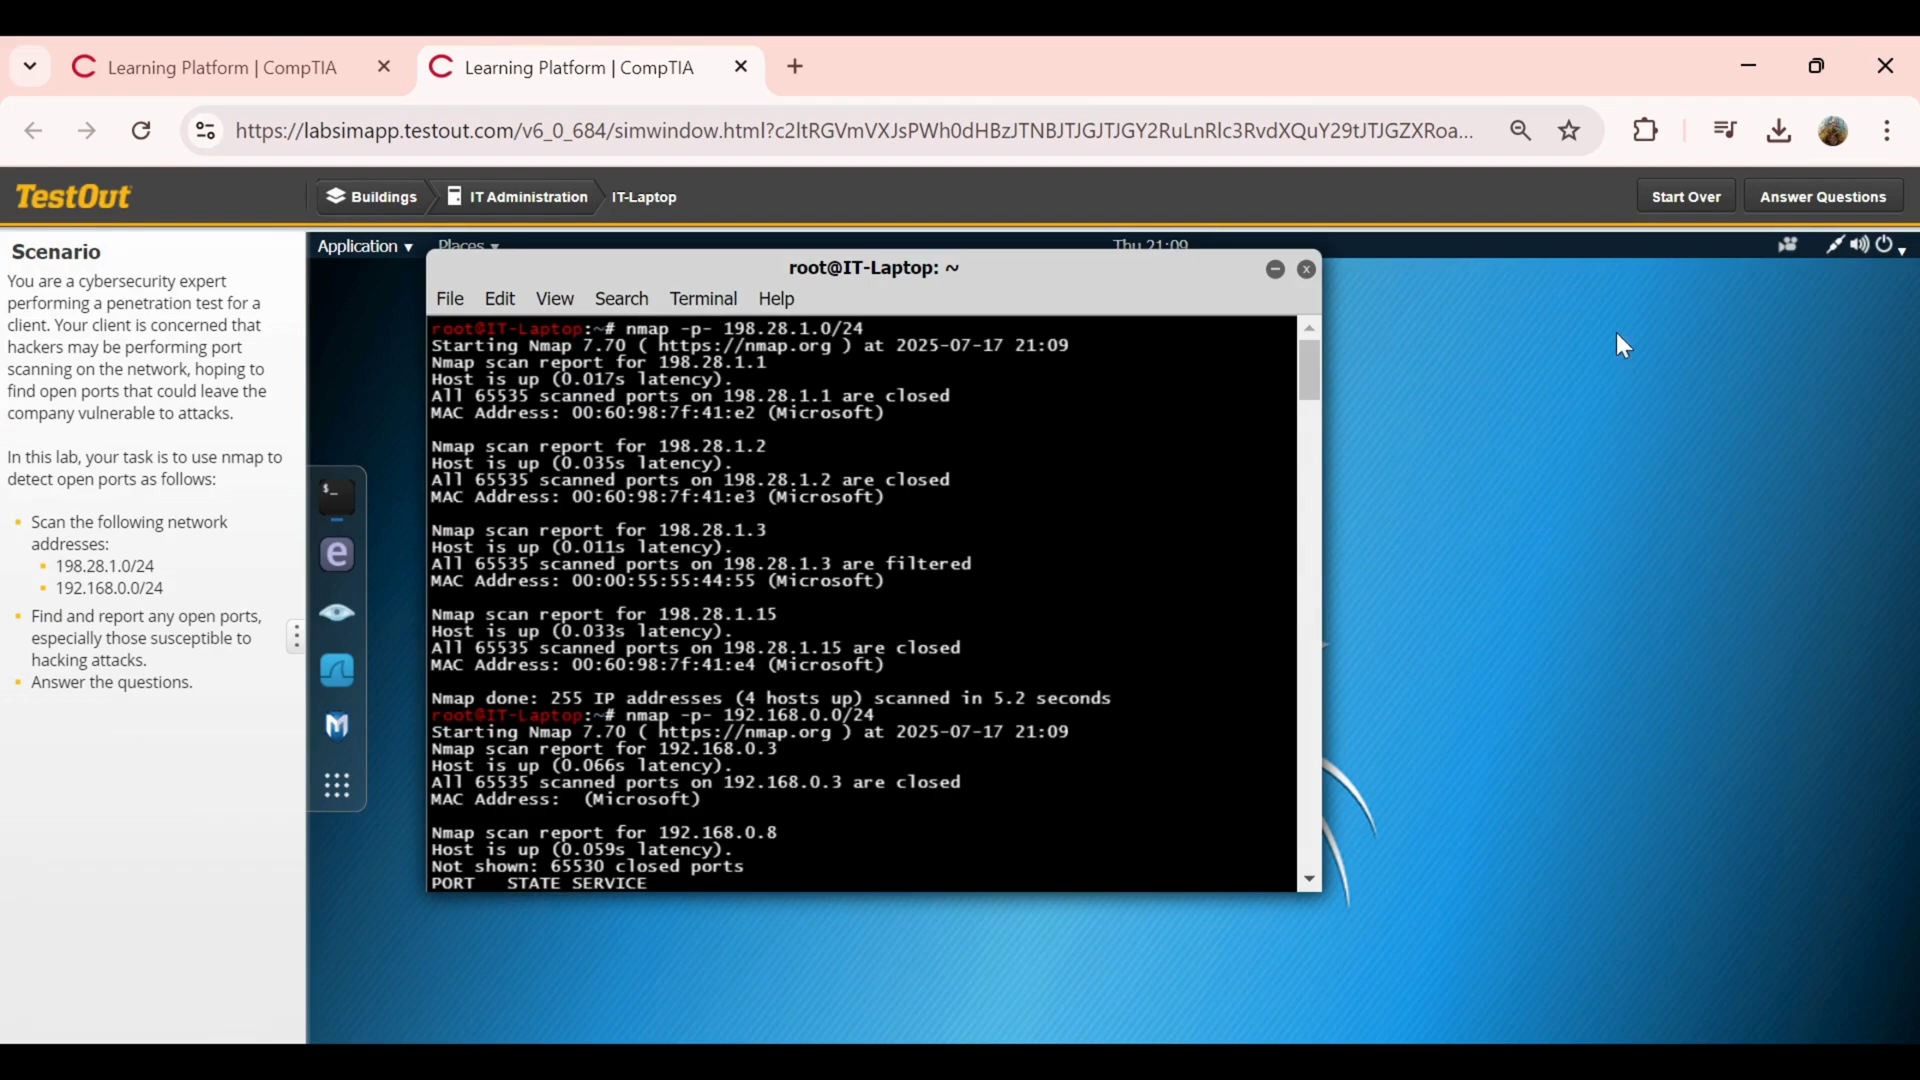 Learning Platform | CompTIA
Learning Platform | CompTIA
https://labsimapp.testout.com/v6_0_684/simwindow.html?c2ltRGVmVXJsPWh0dHBzJTNBJTJGJTJGY2RuLnRlc3RvdXQuY29tJTJGZXRoa...
TestOut
Buildings
IT Administration
IT-Laptop
Start Over
Answer Questions
Scenario
You are a cybersecurity expert
performing a penetration test for a
client. Your client is concerned that
hackers may be performing port
scanning on the network, hoping to
find open ports that could leave the
company vulnerable to attacks.
In this lab, your task is to use nmap to
detect open ports as follows:
Scan the following network
addresses:
198.28.1.0/24
192.168.0.0/24
Find and report any open ports,
especially those susceptible to
hacking attacks.
Answer the questions.
Application
Places
Thu 21:09
root@IT-Laptop: ~
File Edit View Search Terminal Help
root@IT-Laptop:~# nmap -p- 198.28.1.0/24
Starting Nmap 7.70 ( https://nmap.org ) at 2025-07-17 21:09
Nmap scan report for 198.28.1.1
Host is up (0.017s latency).
All 65535 scanned ports on 198.28.1.1 are closed
MAC Address: 00:60:98:7f:41:e2 (Microsoft)
Nmap scan report for 198.28.1.2
Host is up (0.035s latency).
All 65535 scanned ports on 198.28.1.2 are closed
MAC Address: 00:60:98:7f:41:e3 (Microsoft)
Nmap scan report for 198.28.1.3
Host is up (0.011s latency).
All 65535 scanned ports on 198.28.1.3 are filtered
MAC Address: 00:00:55:55:44:55 (Microsoft)
Nmap scan report for 198.28.1.15
Host is up (0.033s latency).
All 65535 scanned ports on 198.28.1.15 are closed
MAC Address: 00:60:98:7f:41:e4 (Microsoft)
Nmap done: 255 IP addresses (4 hosts up) scanned in 5.2 seconds
root@IT-Laptop:~# nmap -p- 192.168.0.0/24
Starting Nmap 7.70 ( https://nmap.org ) at 2025-07-17 21:09
Nmap scan report for 192.168.0.3
Host is up (0.066s latency).
All 65535 scanned ports on 192.168.0.3 are closed
MAC Address:  (Microsoft)
Nmap scan report for 192.168.0.8
Host is up (0.059s latency).
Not shown: 65530 closed ports
PORT   STATE SERVICE